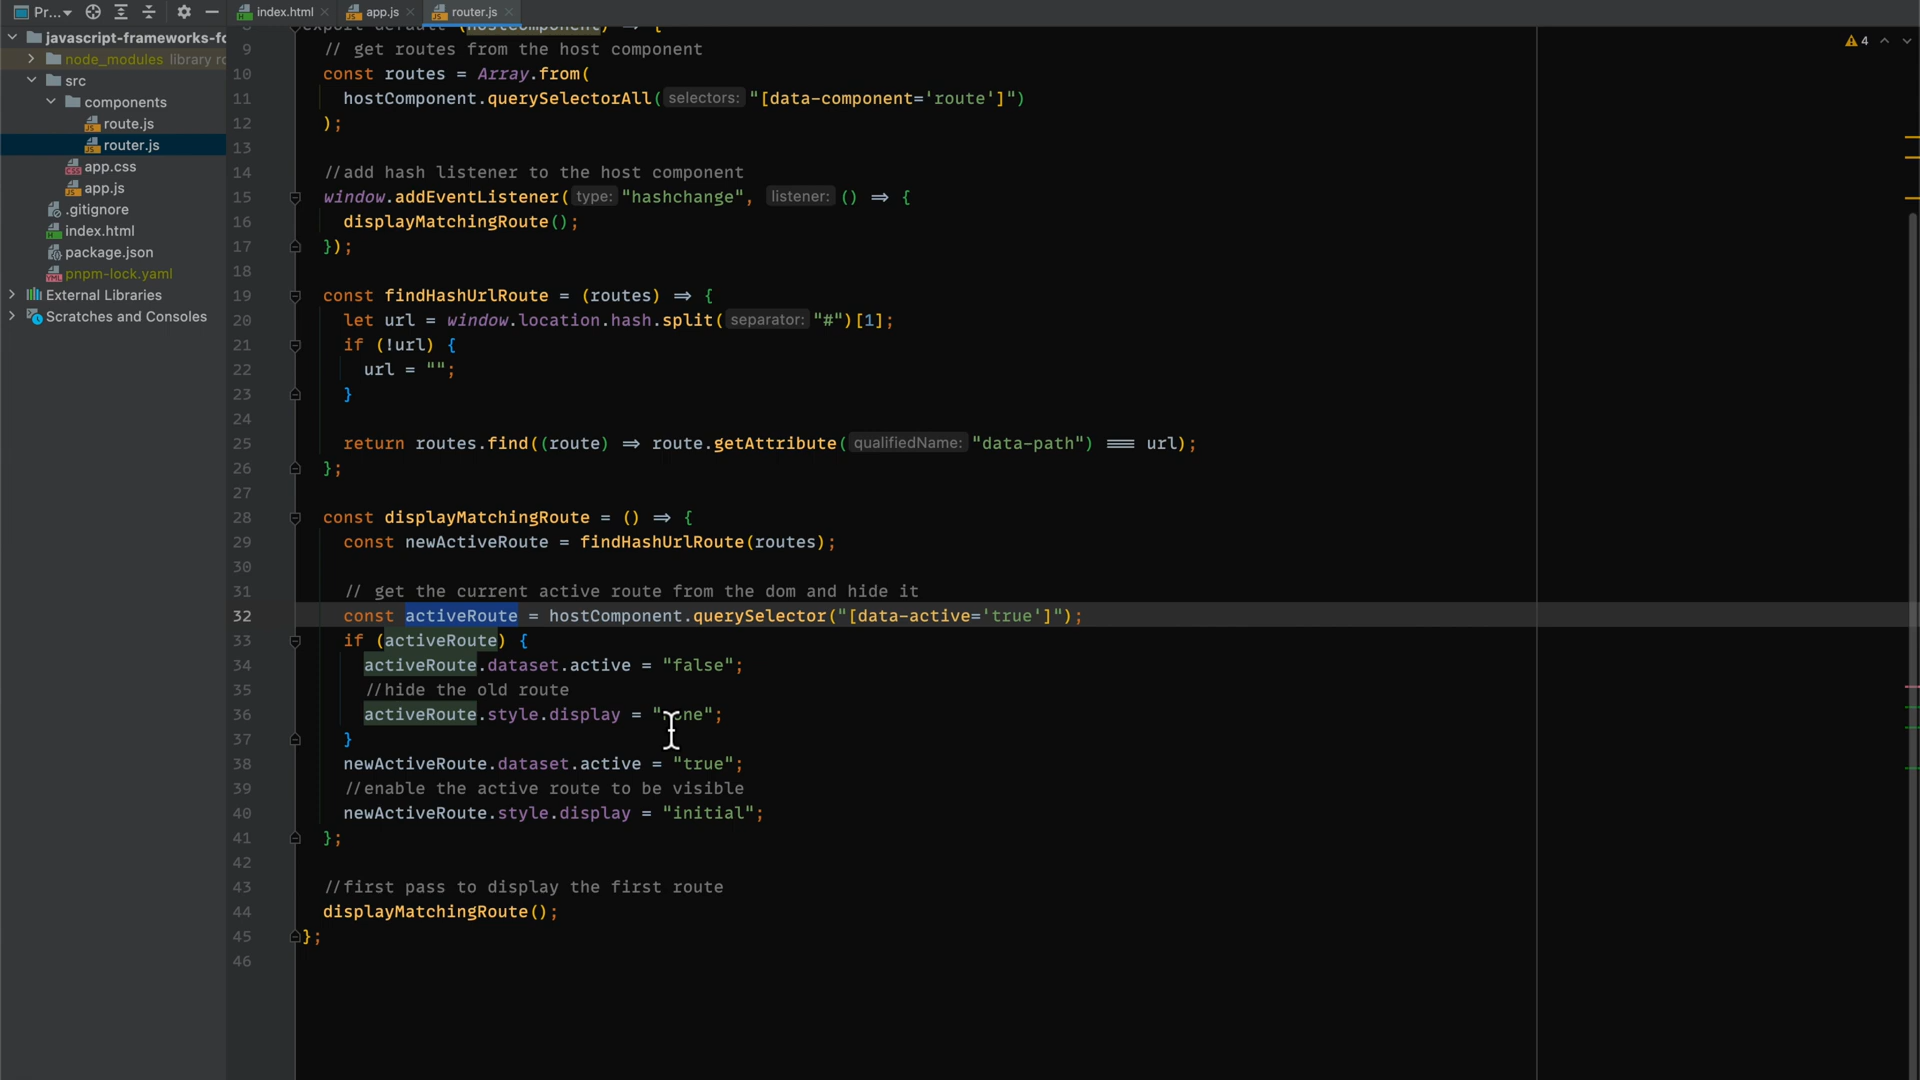 Pr...
index.html
app.js
router.js
javascript-frameworks-fo
node_modules library ro
src
components
route.js
router.js
app.css
app.js
.gitignore
index.html
package.json
pnpm-lock.yaml
External Libraries
Scratches and Consoles
4
export default (hostComponent) => {
9 // get routes from the host component
10 const routes = Array.from(
11 hostComponent.querySelectorAll( selectors: "[data-component='route']")
12 );
13
14 //add hash listener to the host component
15 window.addEventListener( type: "hashchange", listener: () => {
16 displayMatchingRoute();
17 });
18
19 const findHashUrlRoute = (routes) => {
20 let url = window.location.hash.split( separator: "#")[1];
21 if (!url) {
22 url = "";
23 }
24
25 return routes.find((route) => route.getAttribute( qualifiedName: "data-path") === url);
26 };
27
28 const displayMatchingRoute = () => {
29 const newActiveRoute = findHashUrlRoute(routes);
30
31 // get the current active route from the dom and hide it
32 const activeRoute = hostComponent.querySelector("[data-active='true']");
33 if (activeRoute) {
34 activeRoute.dataset.active = "false";
35 //hide the old route
36 activeRoute.style.display = "none";
37 }
38 newActiveRoute.dataset.active = "true";
39 //enable the active route to be visible
40 newActiveRoute.style.display = "initial";
41 };
42
43 //first pass to display the first route
44 displayMatchingRoute();
45 };
46